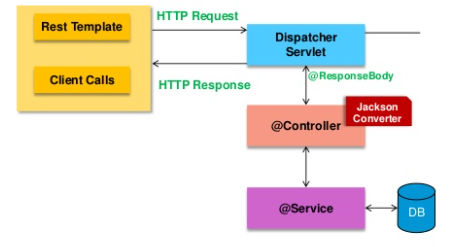 HTTP Request
Rest Template
Dispatcher
Servlet
@ResponseBody
Client Calls
HTTP Response
Jackson
Converter
@Controller
@Service
DB